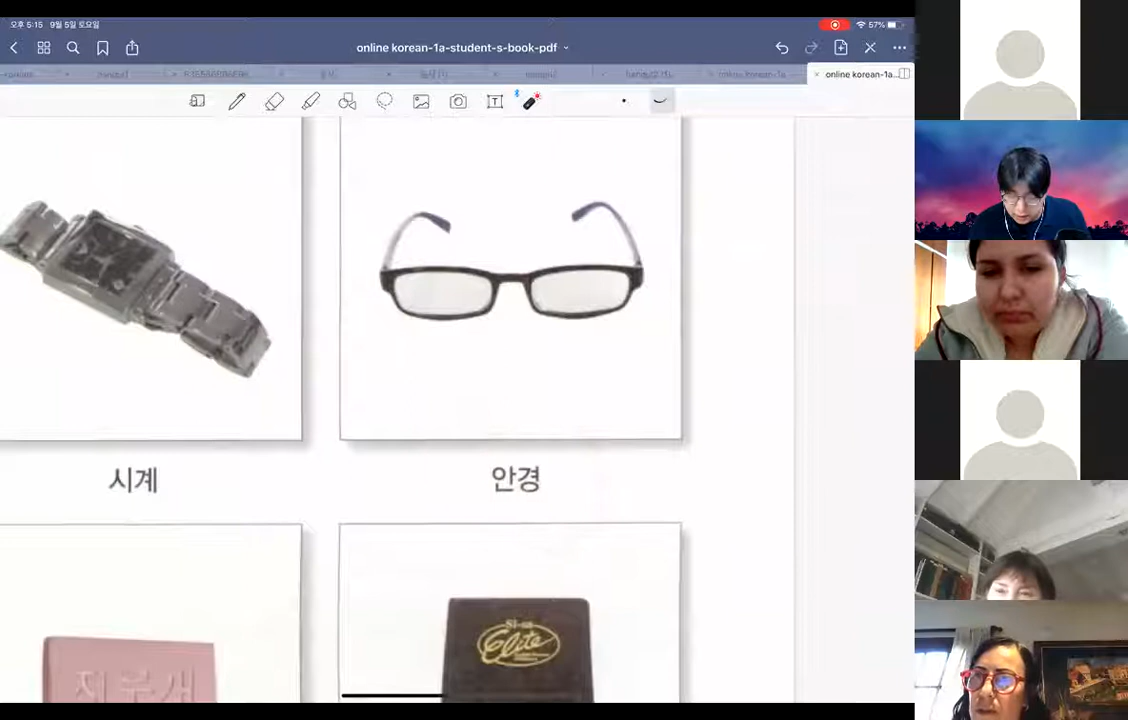 오후 5:15 9월 5일 토요일
57%
online korean-1a-student-s-book-pdf
online korean-1a...
T
시계
안경
지우개
Elite